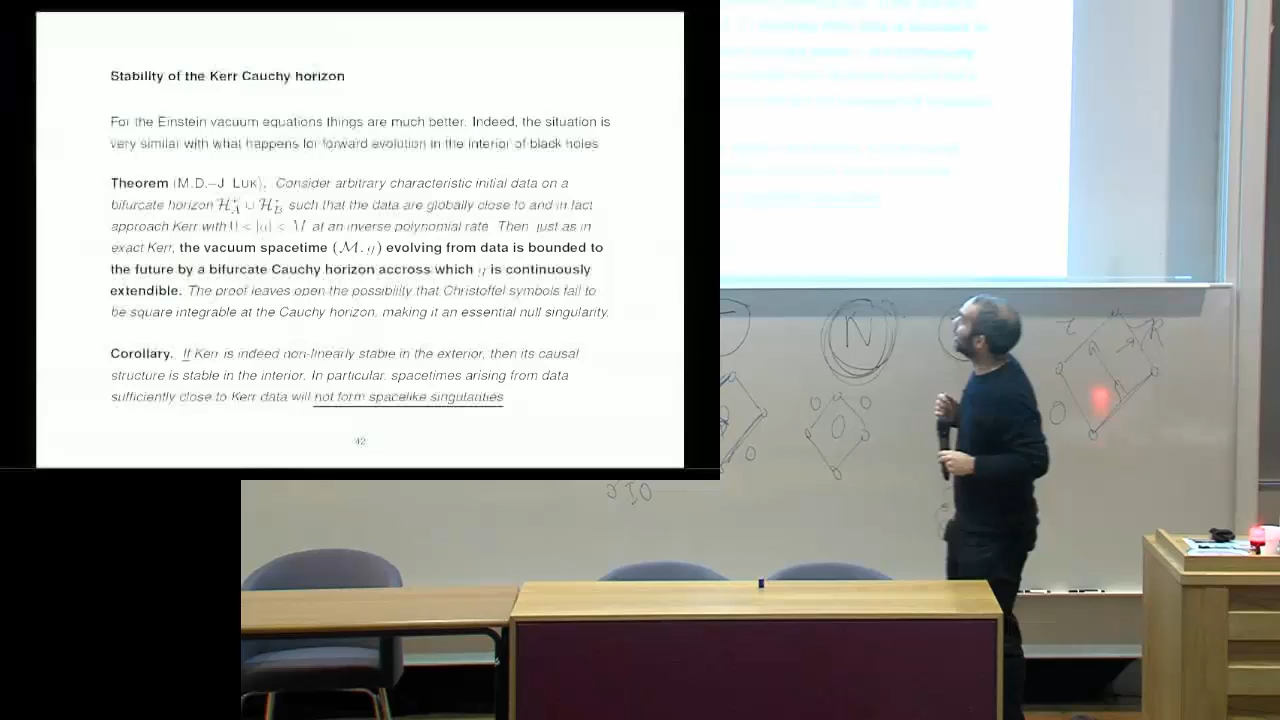 Stability of the Kerr Cauchy horizon
For the Einstein vacuum equations things are much better. Indeed, the situation is
very similar with what happens for forward evolution in the interior of black holes
Theorem (M.D.–J. LUK). Consider arbitrary characteristic initial data on a
bifurcate horizon H⁺_A ∪ H⁺_B such that the data are globally close to and in fact
approach Kerr with 0 < |a| < M at an inverse polynomial rate. Then just as in
exact Kerr, the vacuum spacetime (M, g) evolving from data is bounded to
the future by a bifurcate Cauchy horizon accross which g is continuously
extendible. The proof leaves open the possibility that Christoffel symbols fail to
be square integrable at the Cauchy horizon, making it an essential null singularity.
Corollary. If Kerr is indeed non-linearly stable in the exterior, then its causal
structure is stable in the interior. In particular, spacetimes arising from data
sufficiently close to Kerr data will not form spacelike singularities
42
N
R
O
O
O
O
O